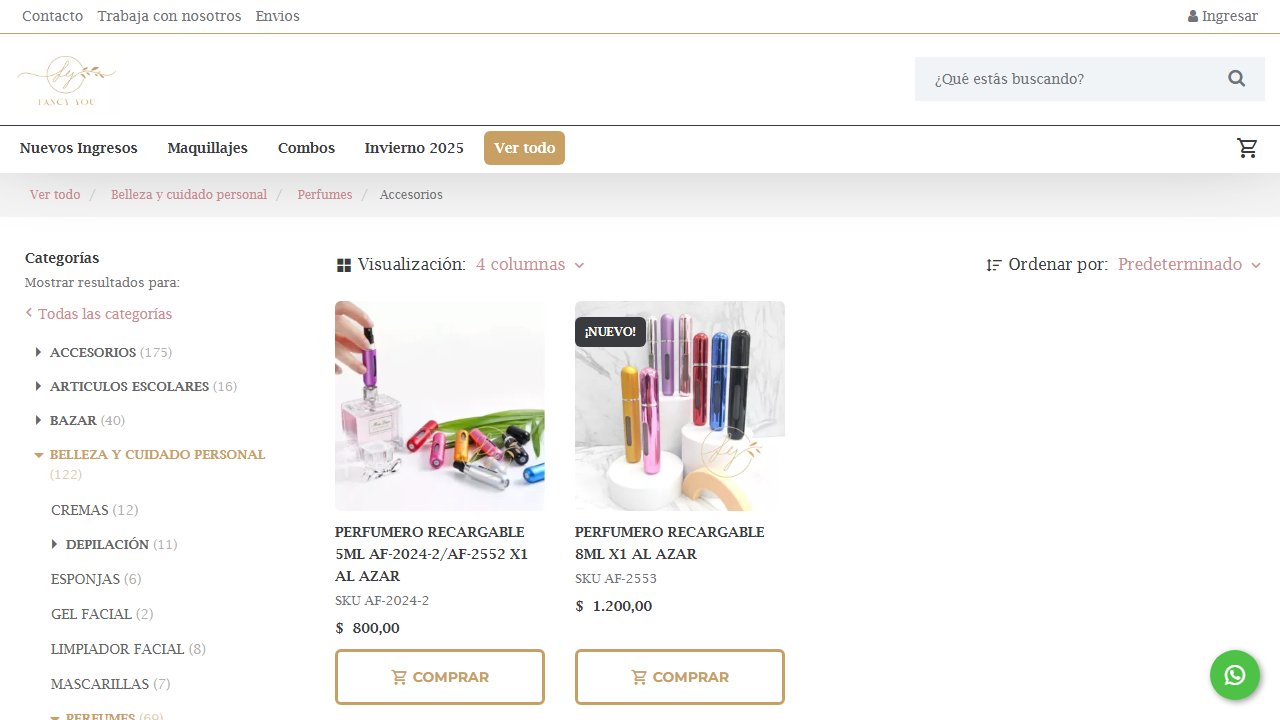 Contacto Trabaja con nosotros Envios Ingresar
FANCY YOU
¿Qué estás buscando?
Nuevos Ingresos Maquillajes Combos Invierno 2025 Ver todo
Ver todo / Belleza y cuidado personal / Perfumes / Accesorios
Categorías
Mostrar resultados para:
Todas las categorías
ACCESORIOS (175)
ARTICULOS ESCOLARES (16)
BAZAR (40)
BELLEZA Y CUIDADO PERSONAL
(122)
CREMAS (12)
DEPILACIÓN (11)
ESPONJAS (6)
GEL FACIAL (2)
LIMPIADOR FACIAL (8)
MASCARILLAS (7)
PERFUMES (69)
Visualización: 4 columnas
Ordenar por: Predeterminado
PERFUMERO RECARGABLE
5ML AF-2024-2/AF-2552 X1
AL AZAR
SKU AF-2024-2
$ 800,00
COMPRAR
¡NUEVO!
PERFUMERO RECARGABLE
8ML X1 AL AZAR
SKU AF-2553
$ 1.200,00
COMPRAR